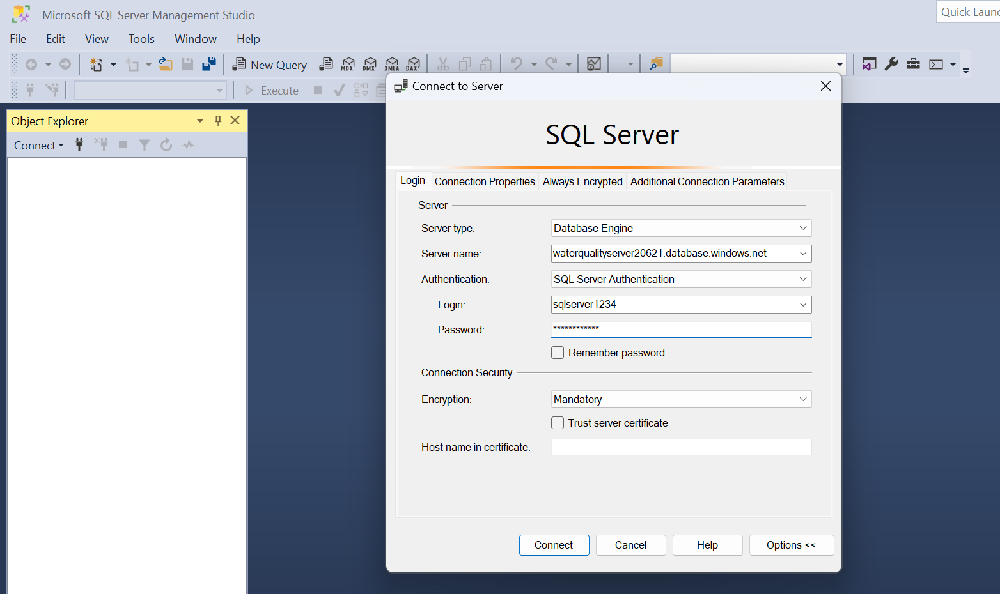 Microsoft SQL Server Management Studio
Quick Launc
File Edit View Tools Window Help
New Query MDX DMX XMLA DAX
Execute
Connect to Server
Object Explorer
Connect
SQL Server
Login Connection Properties Always Encrypted Additional Connection Parameters
Server
Server type: Database Engine
Server name: waterqualityserver20621.database.windows.net
Authentication: SQL Server Authentication
Login: sqlserver1234
Password: ************
Remember password
Connection Security
Encryption: Mandatory
Trust server certificate
Host name in certificate:
Connect Cancel Help Options <<